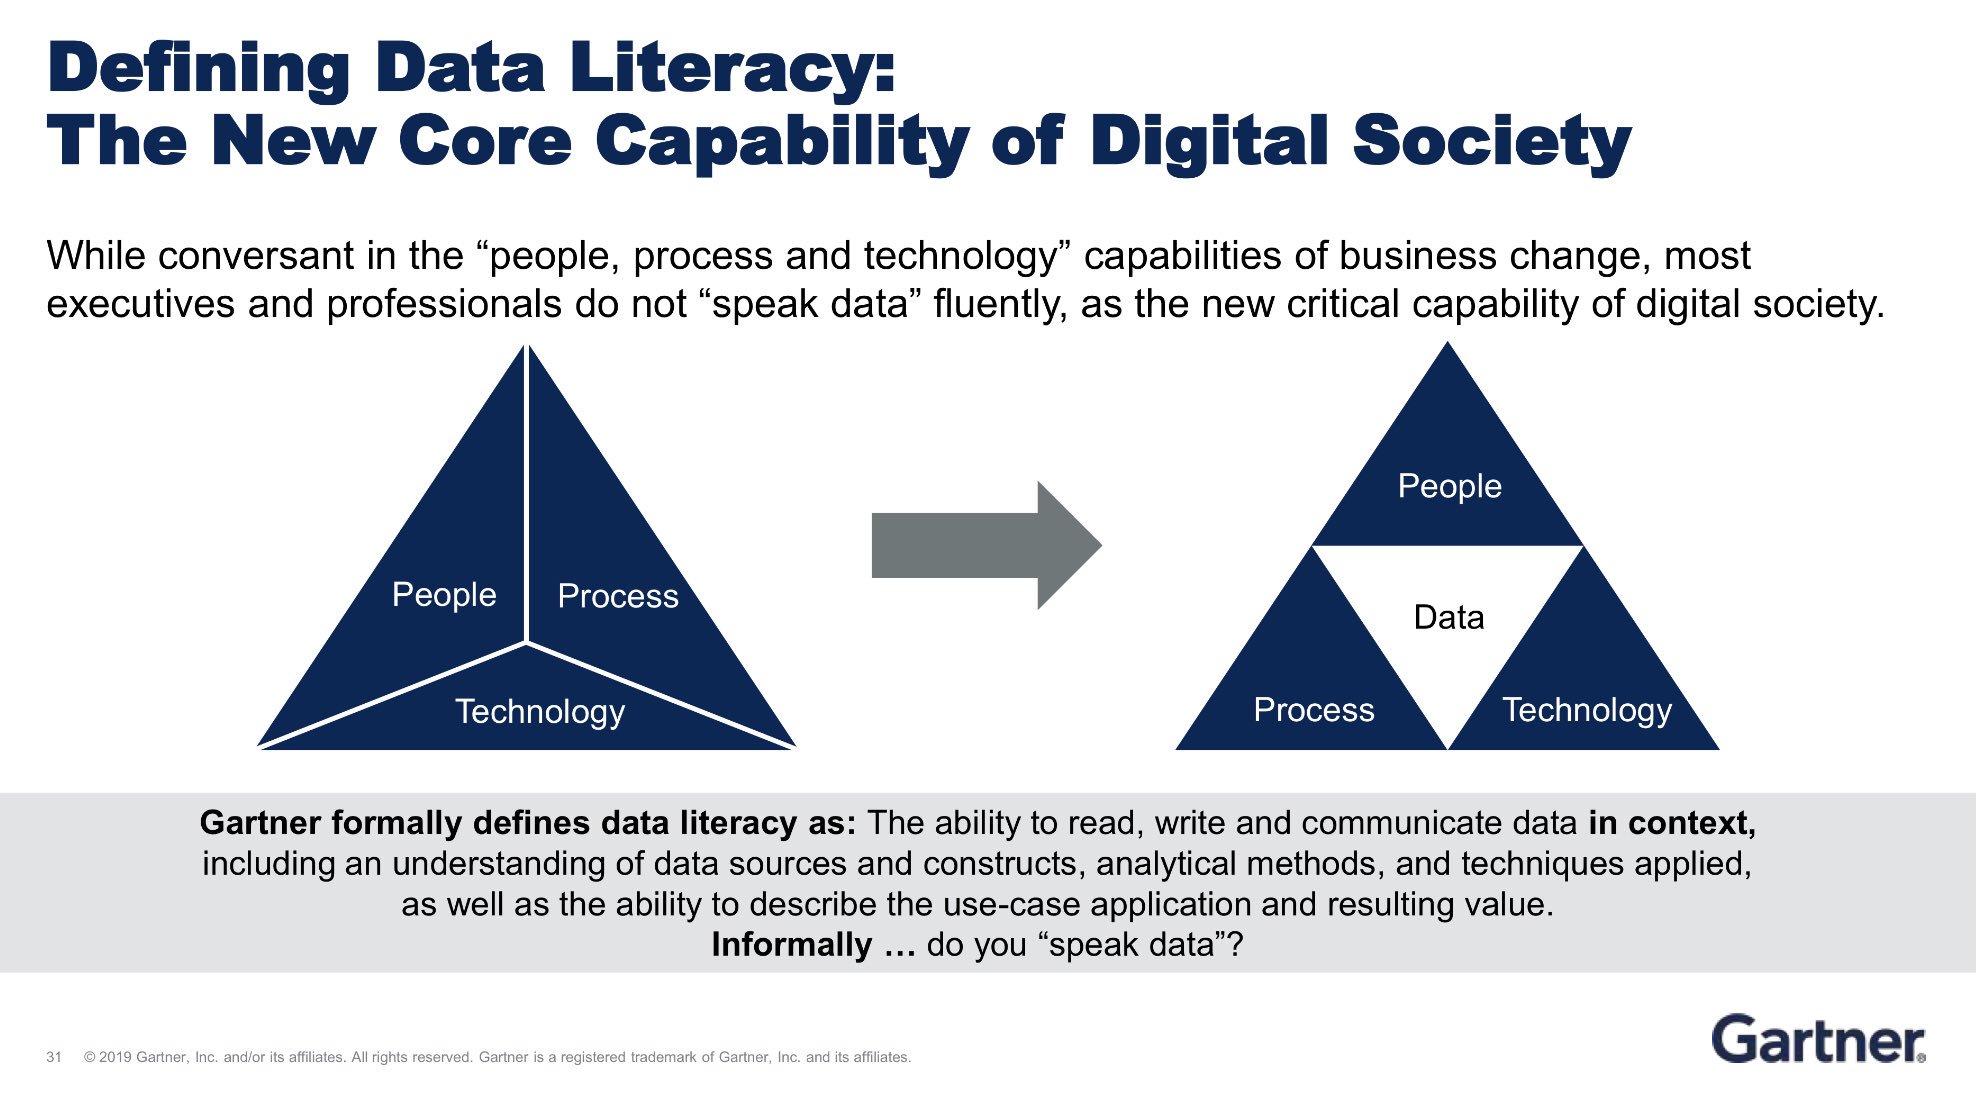 Defining Data Literacy:
The New Core Capability of Digital Society
While conversant in the “people, process and technology” capabilities of business change, most
executives and professionals do not “speak data” fluently, as the new critical capability of digital society.
People
Process
Technology
People
Data
Process
Technology
Gartner formally defines data literacy as: The ability to read, write and communicate data in context,
including an understanding of data sources and constructs, analytical methods, and techniques applied,
as well as the ability to describe the use-case application and resulting value.
Informally … do you “speak data”?
31 © 2019 Gartner, Inc. and/or its affiliates. All rights reserved. Gartner is a registered trademark of Gartner, Inc. and its affiliates.
Gartner®